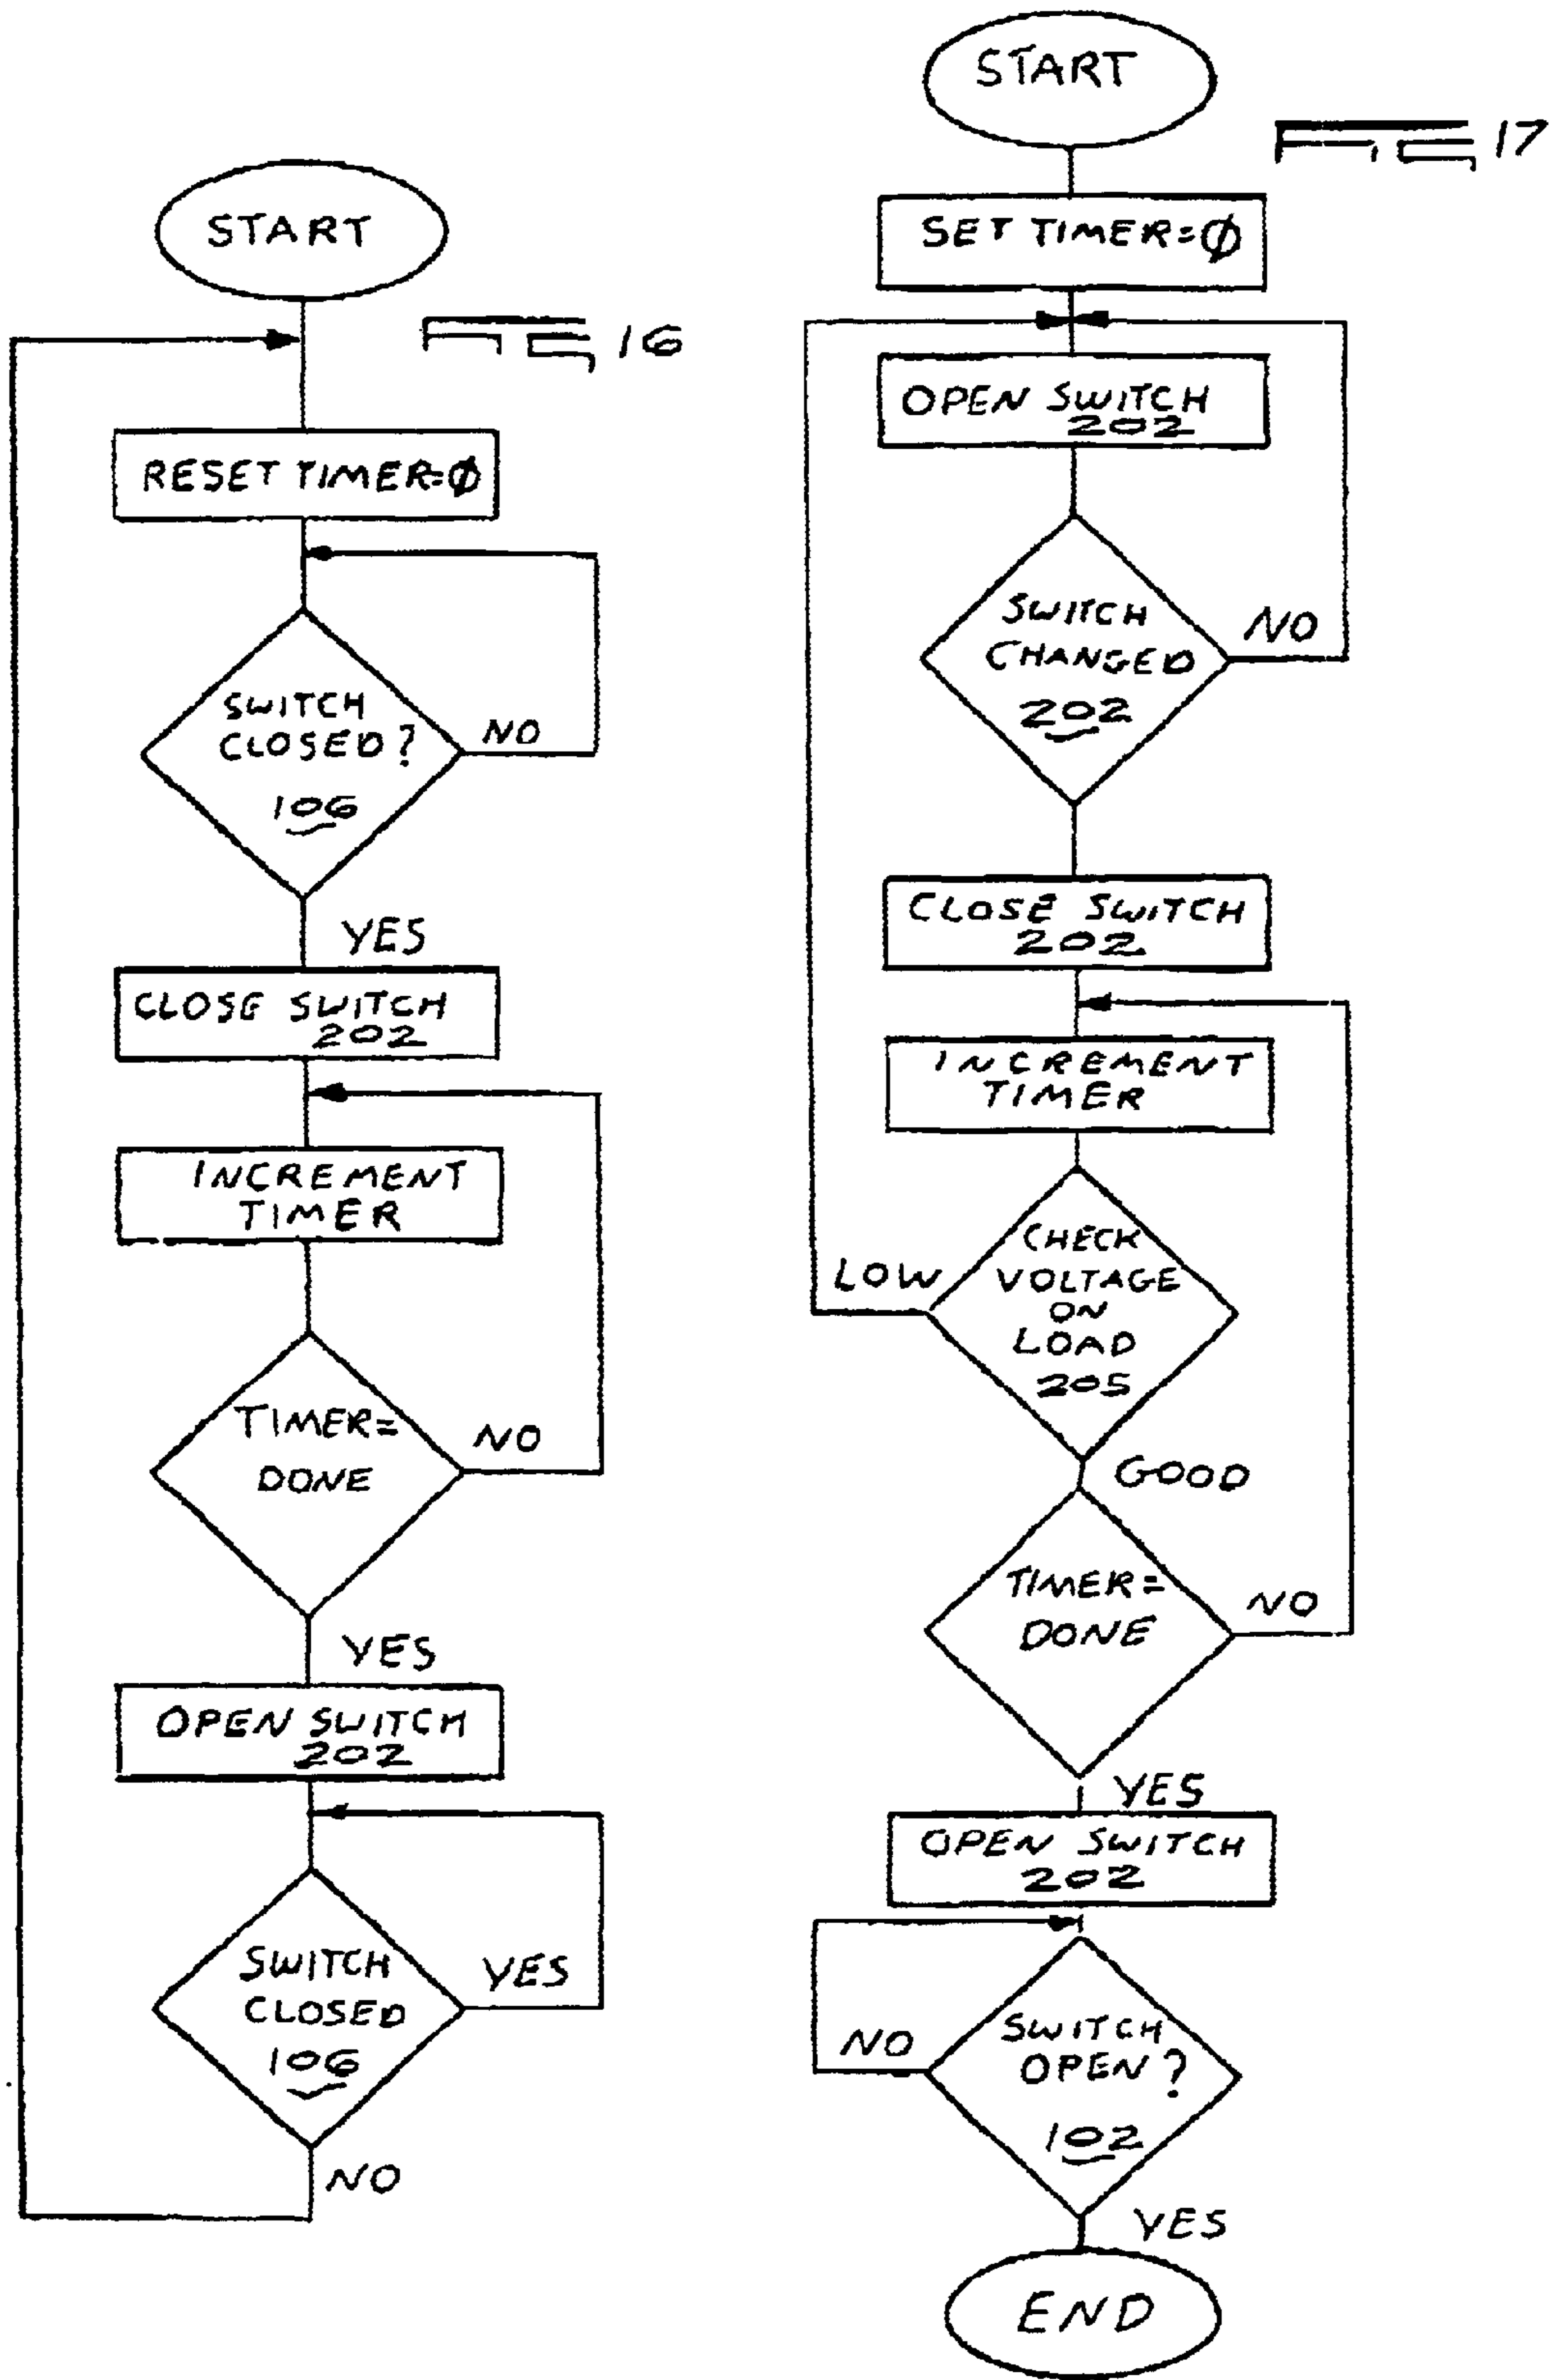 START
FIG 16
RESET TIMER=Ø
SWITCH
CLOSED?
NO
106
YES
CLOSE SWITCH
202
INCREMENT
TIMER
TIMER=
NO
DONE
YES
OPEN SWITCH
202
SWITCH
YES
CLOSED
106
NO
START
FIG 17
SET TIMER=Ø
OPEN SWITCH
202
SWITCH
NO
CHANGED
202
CLOSE SWITCH
202
INCREMENT
TIMER
CHECK
LOW
VOLTAGE
ON
LOAD
205
GOOD
TIMER=
NO
DONE
YES
OPEN SWITCH
202
SWITCH
NO
OPEN?
102
YES
END